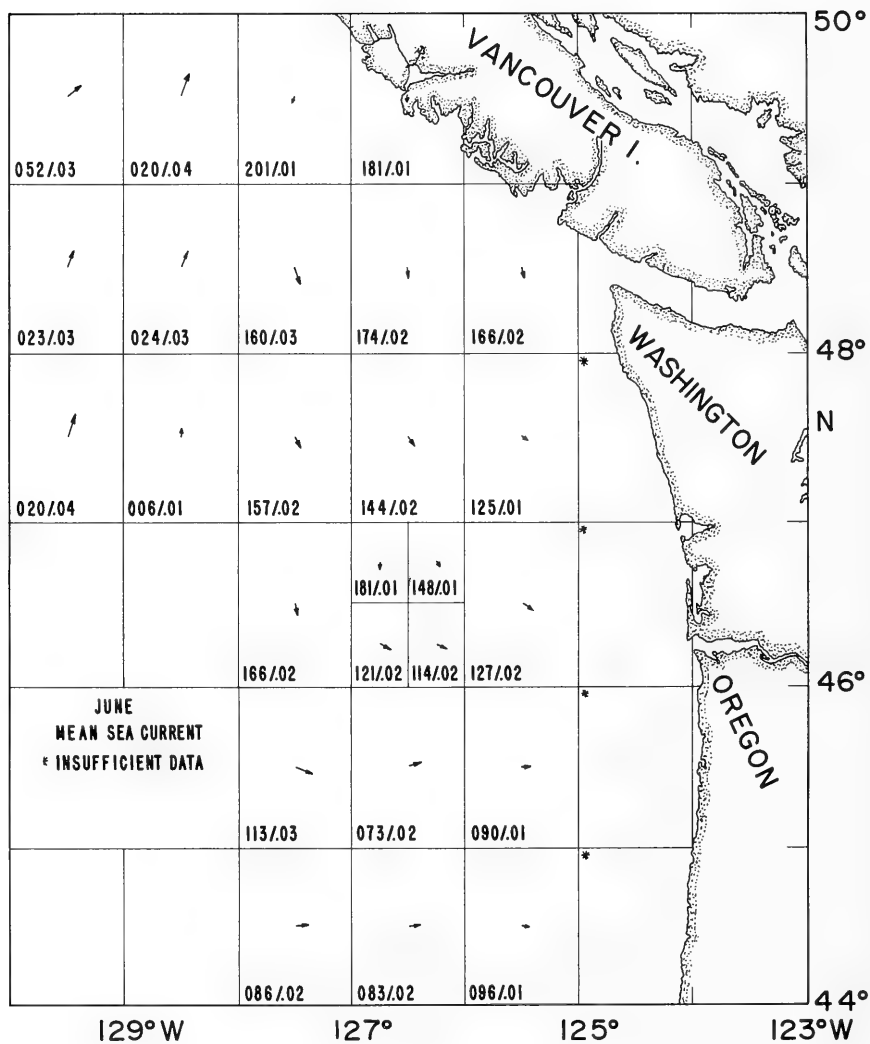 50°
VANCOUVER I.
052/.03 020/.04 201/.01 181/.01
023/.03 024/.03 160/.03 174/.02 166/.02
48°
*
WASHINGTON
N
020/.04 006/.01 157/.02 144/.02 125/.01
*
181/.01 148/.01
166/.02 121/.02 114/.02 127/.02
46°
*
OREGON
JUNE
MEAN SEA CURRENT
* INSUFFICIENT DATA
113/.03 073/.02 090/.01
*
086/.02 083/.02 096/.01
44°
129°W 127° 125° 123°W